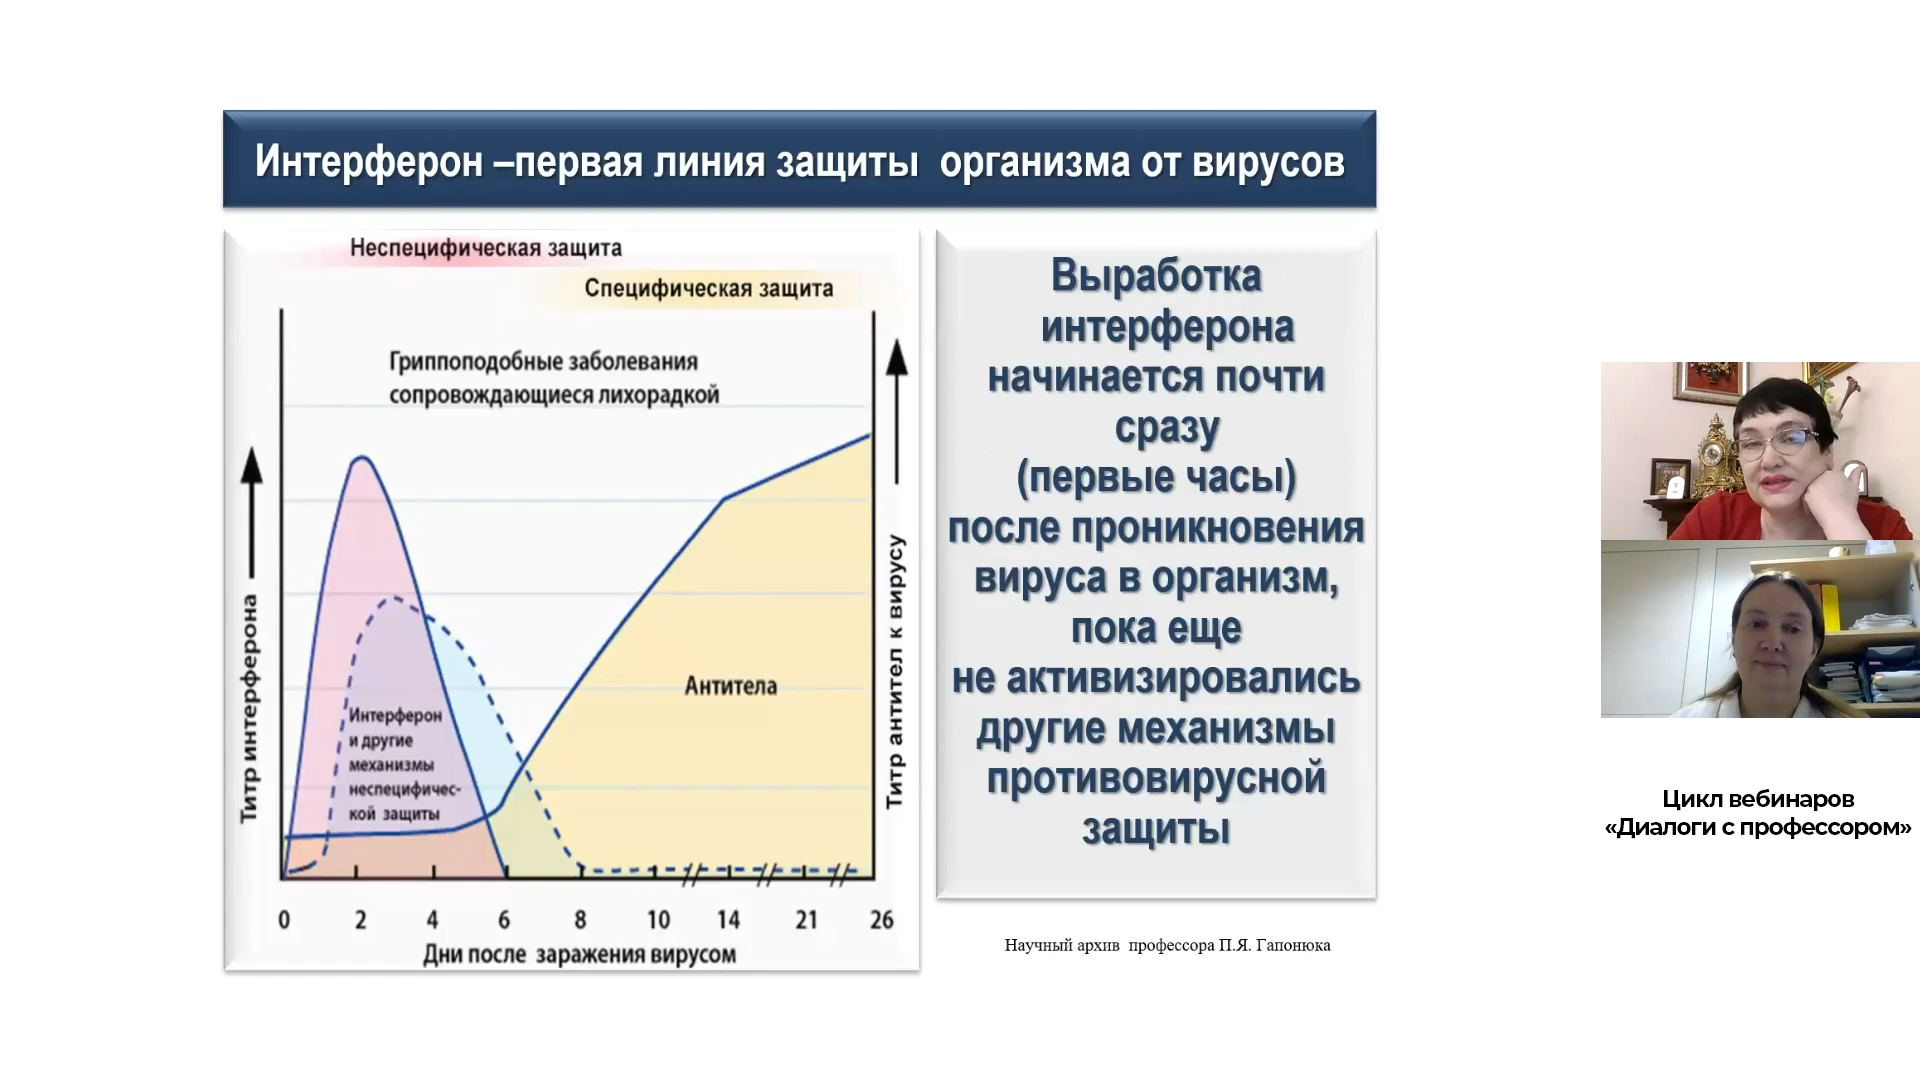 Интерферон –первая линия защиты организма от вирусов
Неспецифическая защита
Специфическая защита
Гриппоподобные заболевания
сопровождающиеся лихорадкой
Титр интерферона
Титр антител к вирусу
Антитела
Интерферон
и другие
механизмы
неспецифичес-
кой защиты
0 2 4 6 8 10 14 21 26
Дни после заражения вирусом
Выработка
интерферона
начинается почти
сразу
(первые часы)
после проникновения
вируса в организм,
пока еще
не активизировались
другие механизмы
противовирусной
защиты
Научный архив профессора П.Я. Гапонюка
Цикл вебинаров
«Диалоги с профессором»